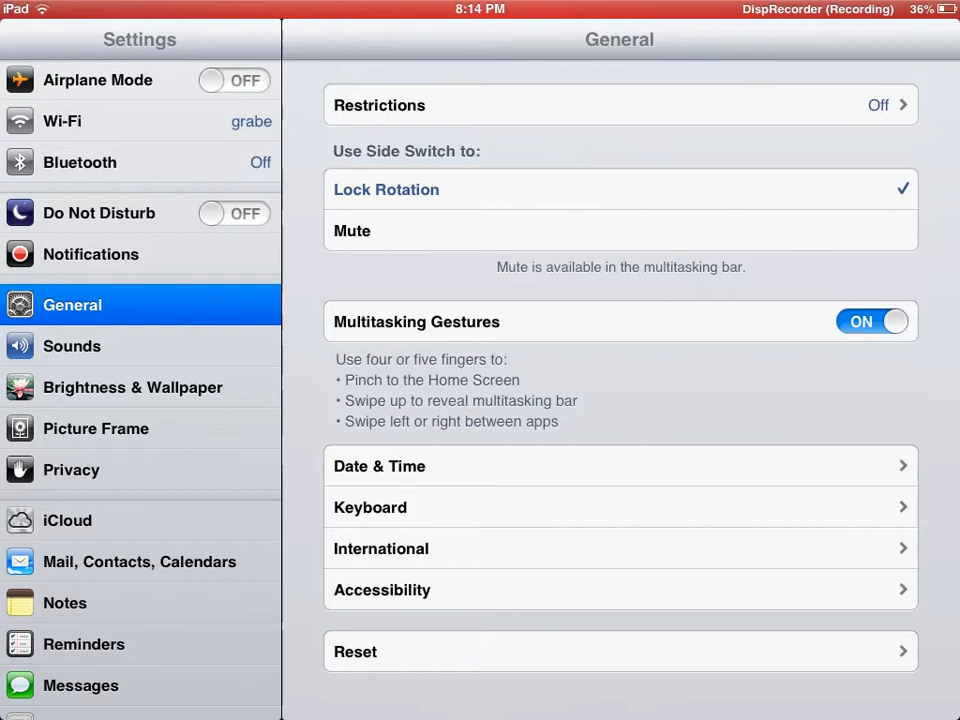 iPad 8:14 PM DispRecorder (Recording) 36%
Settings
Airplane Mode OFF
Wi-Fi grabe
Bluetooth Off
Do Not Disturb OFF
Notifications
General
Sounds
Brightness & Wallpaper
Picture Frame
Privacy
iCloud
Mail, Contacts, Calendars
Notes
Reminders
Messages
General
Restrictions Off
Use Side Switch to:
Lock Rotation
Mute
Mute is available in the multitasking bar.
Multitasking Gestures ON
Use four or five fingers to:
• Pinch to the Home Screen
• Swipe up to reveal multitasking bar
• Swipe left or right between apps
Date & Time
Keyboard
International
Accessibility
Reset